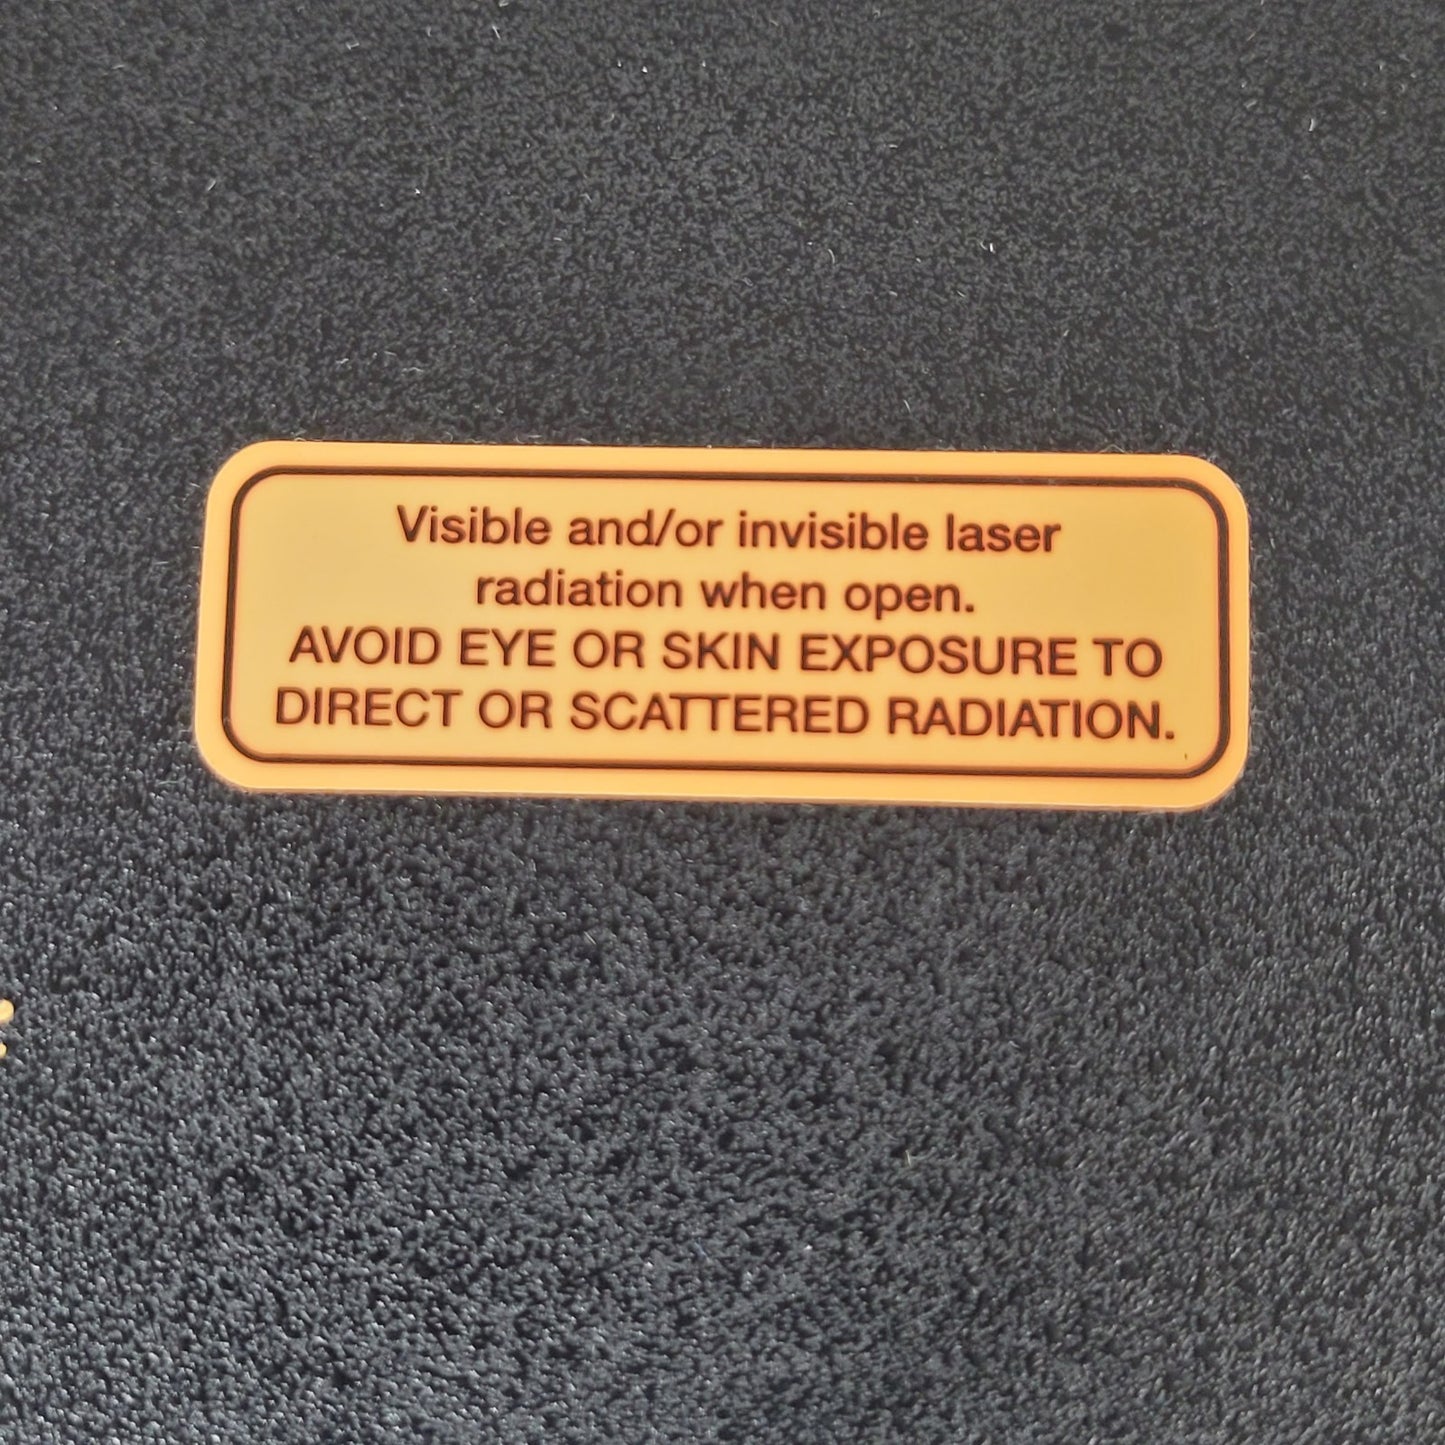 Visible and/or invisible laser
radiation when open.
AVOID EYE OR SKIN EXPOSURE TO
DIRECT OR SCATTERED RADIATION.